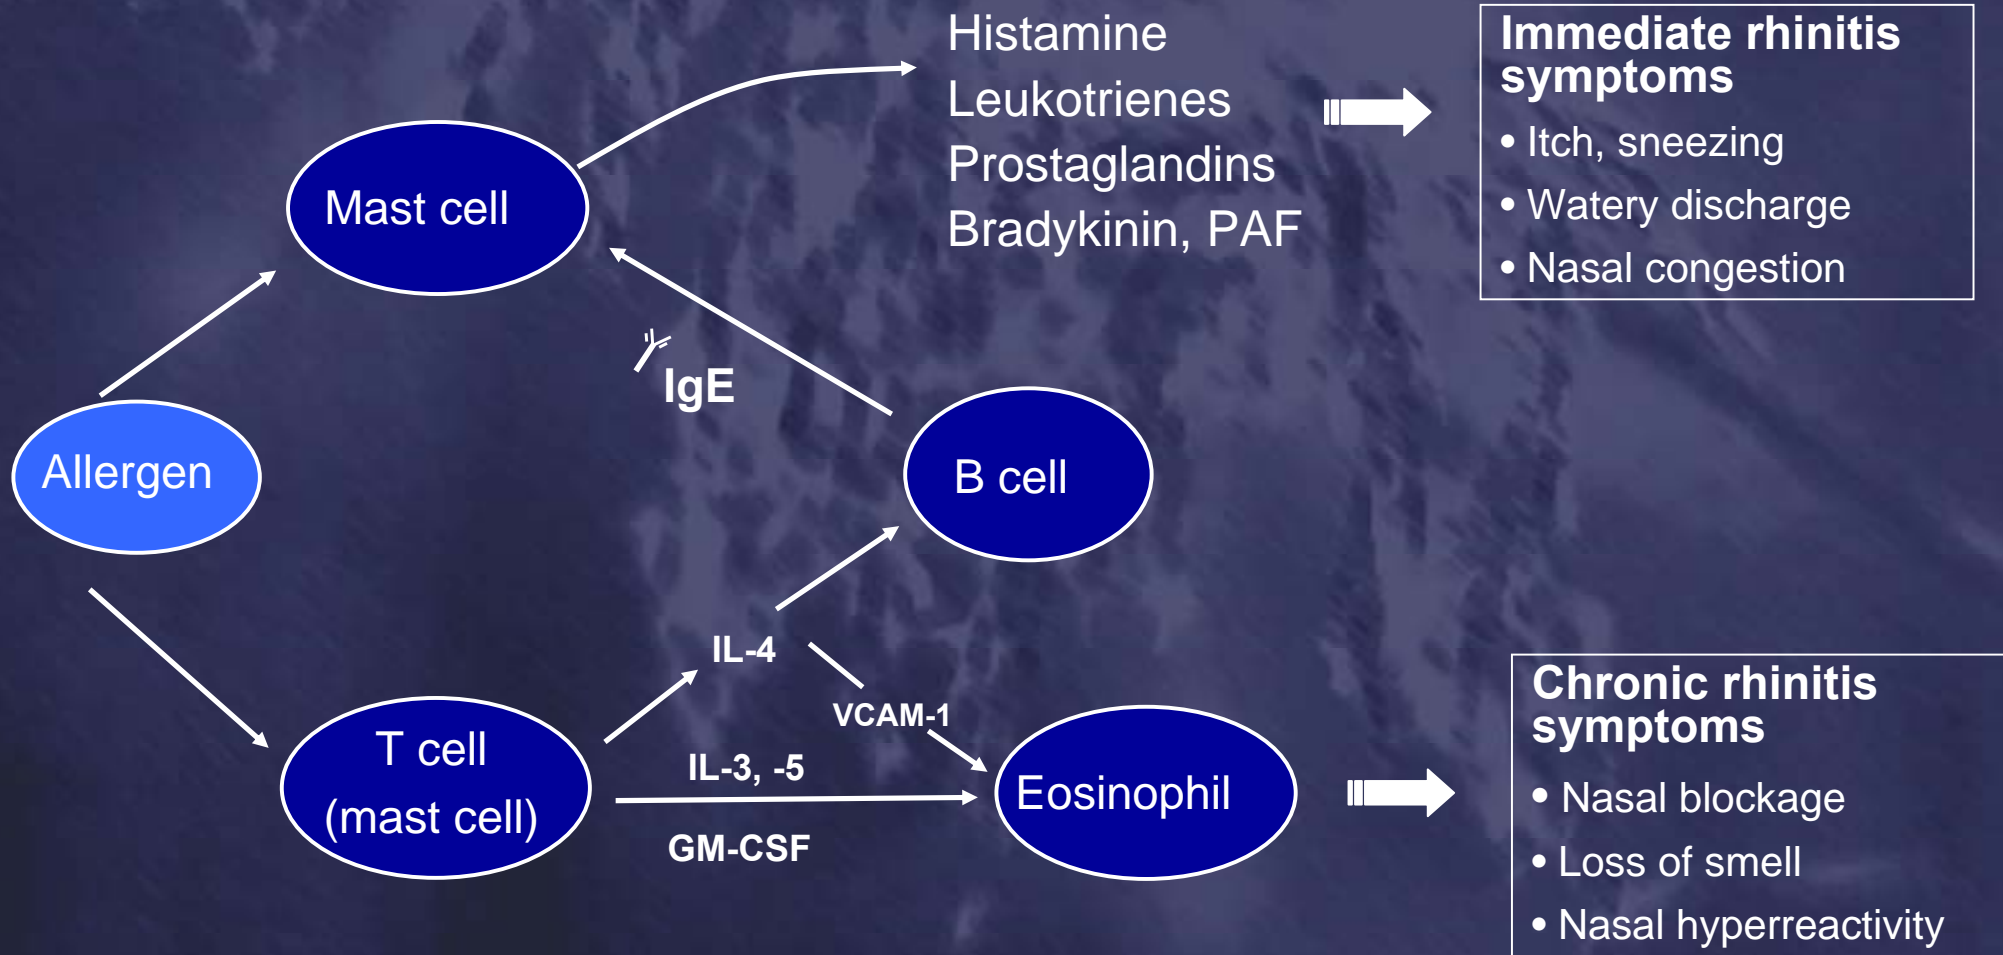 Histamine
Leukotrienes
Prostaglandins
Bradykinin, PAF
Immediate rhinitis
symptoms
• Itch, sneezing
• Watery discharge
• Nasal congestion
Mast cell
IgE
Allergen
B cell
IL-4
VCAM-1
T cell
(mast cell)
IL-3, -5
GM-CSF
Eosinophil
Chronic rhinitis
symptoms
• Nasal blockage
• Loss of smell
• Nasal hyperreactivity